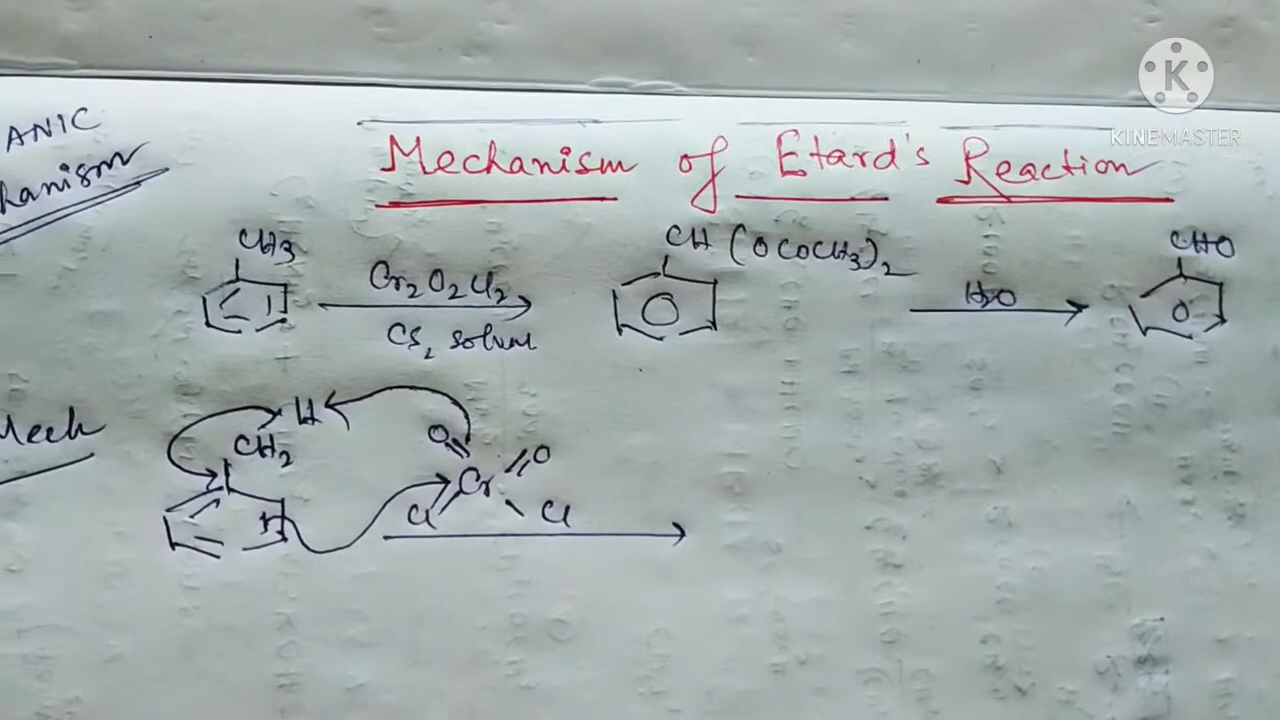 KINEMASTER
ANIC
hanism
Mechanism of Etard's Reaction
CH3
Cr2O2Cl2
CS2 solvent
CH (OCOCH3)2
H2O
CHO
Mech
H
CH2
O
O
Cr
Cl
Cl